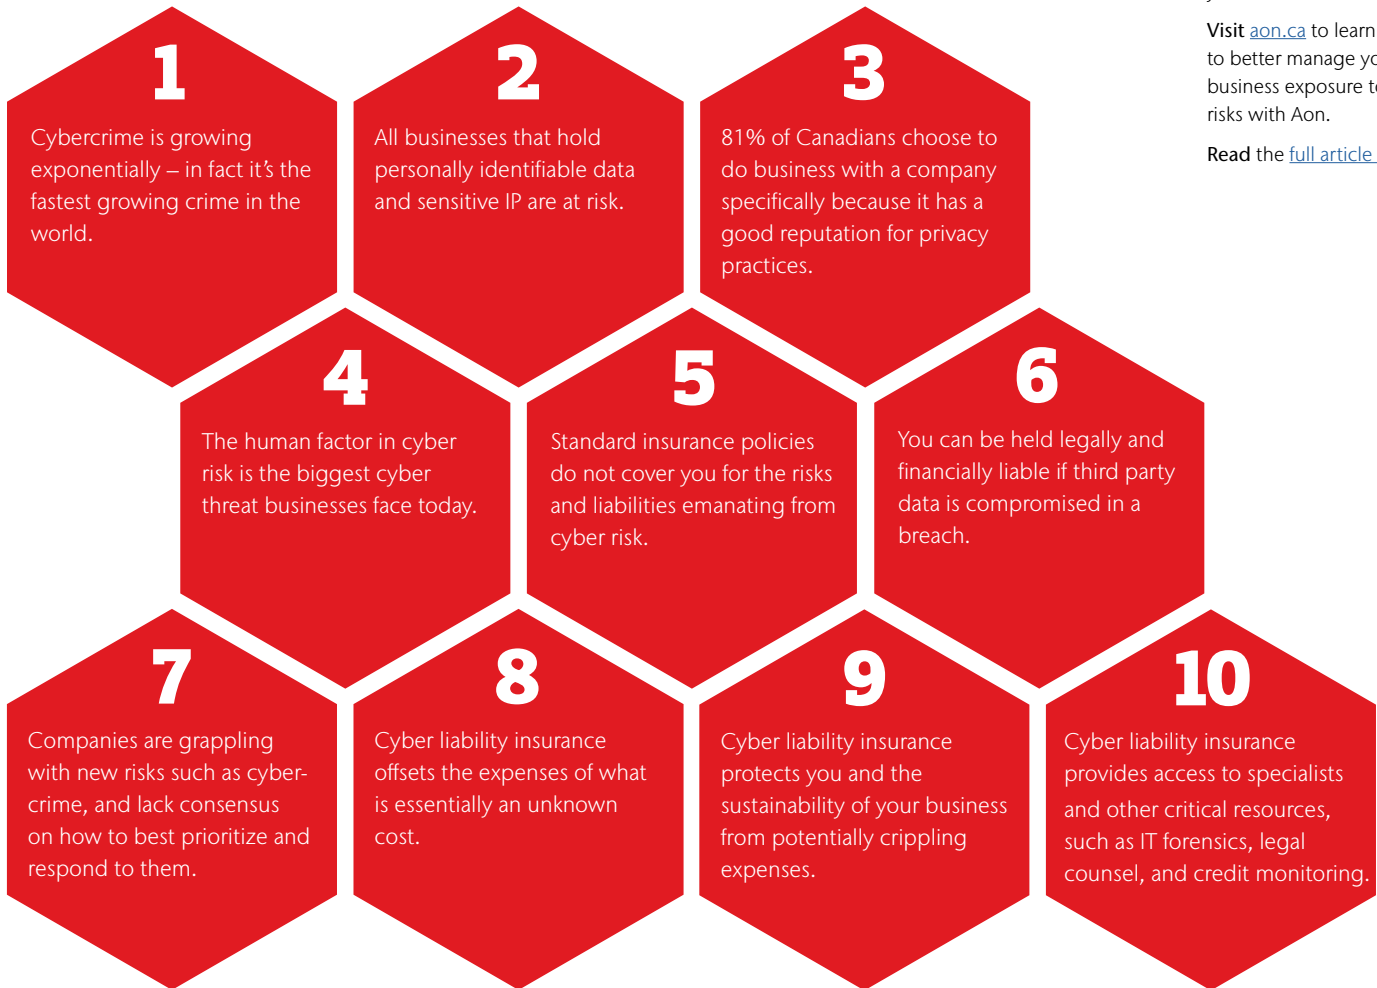 1
Cybercrime is growing
exponentially – in fact it’s the
fastest growing crime in the
world.
2
All businesses that hold
personally identifiable data
and sensitive IP are at risk.
3
81% of Canadians choose to
do business with a company
specifically because it has a
good reputation for privacy
practices.
Visit aon.ca to learn
to better manage yo
business exposure to
risks with Aon.
Read the full article
4
The human factor in cyber
risk is the biggest cyber
threat businesses face today.
5
Standard insurance policies
do not cover you for the risks
and liabilities emanating from
cyber risk.
6
You can be held legally and
financially liable if third party
data is compromised in a
breach.
7
Companies are grappling
with new risks such as cyber-
crime, and lack consensus
on how to best prioritize and
respond to them.
8
Cyber liability insurance
offsets the expenses of what
is essentially an unknown
cost.
9
Cyber liability insurance
protects you and the
sustainability of your business
from potentially crippling
expenses.
10
Cyber liability insurance
provides access to specialists
and other critical resources,
such as IT forensics, legal
counsel, and credit monitoring.